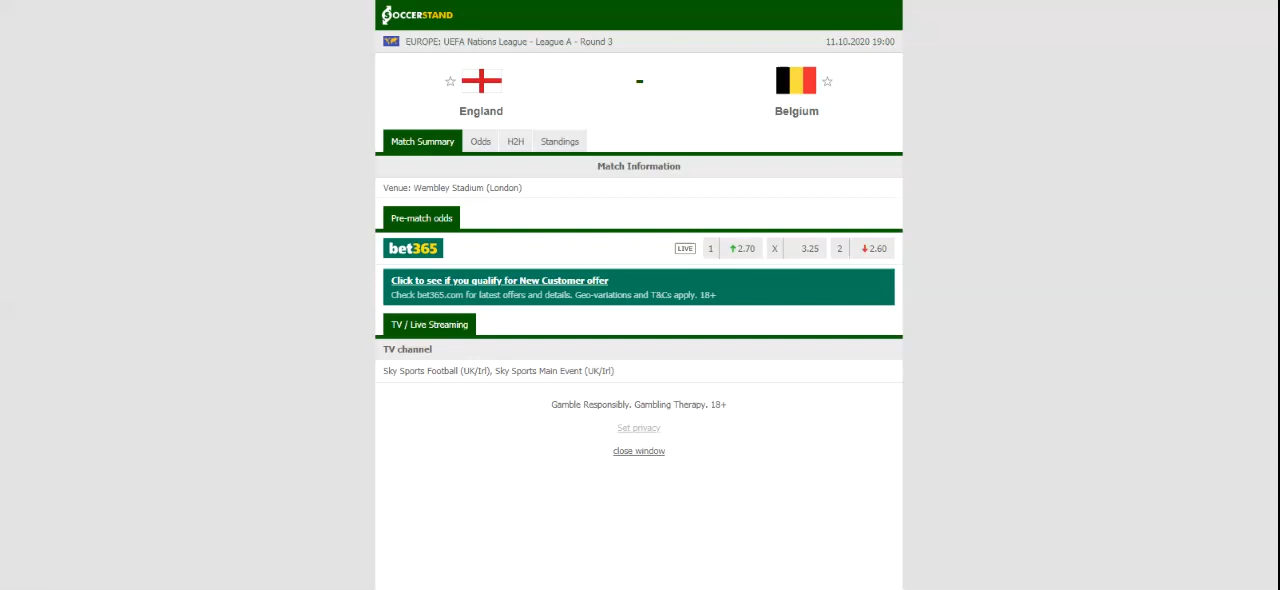 SOCCERSTAND
EUROPE: UEFA Nations League - League A - Round 3 11.10.2020 19:00
-
England Belgium
Match Summary Odds H2H Standings
Match Information
Venue: Wembley Stadium (London)
Pre-match odds
bet365 LIVE 1 2.70 X 3.25 2 2.60
Click to see if you qualify for New Customer offer
Check bet365.com for latest offers and details. Geo-variations and T&Cs apply. 18+
TV / Live Streaming
TV channel
Sky Sports Football (UK/Irl), Sky Sports Main Event (UK/Irl)
Gamble Responsibly. Gambling Therapy. 18+
Set privacy
close window